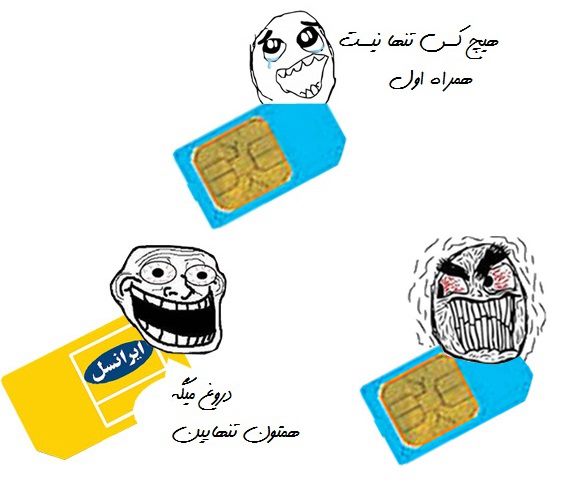 هیچ کس تنها نیست
همراه اول
ایرانسل
دروغ میگه
همتون تنهایین